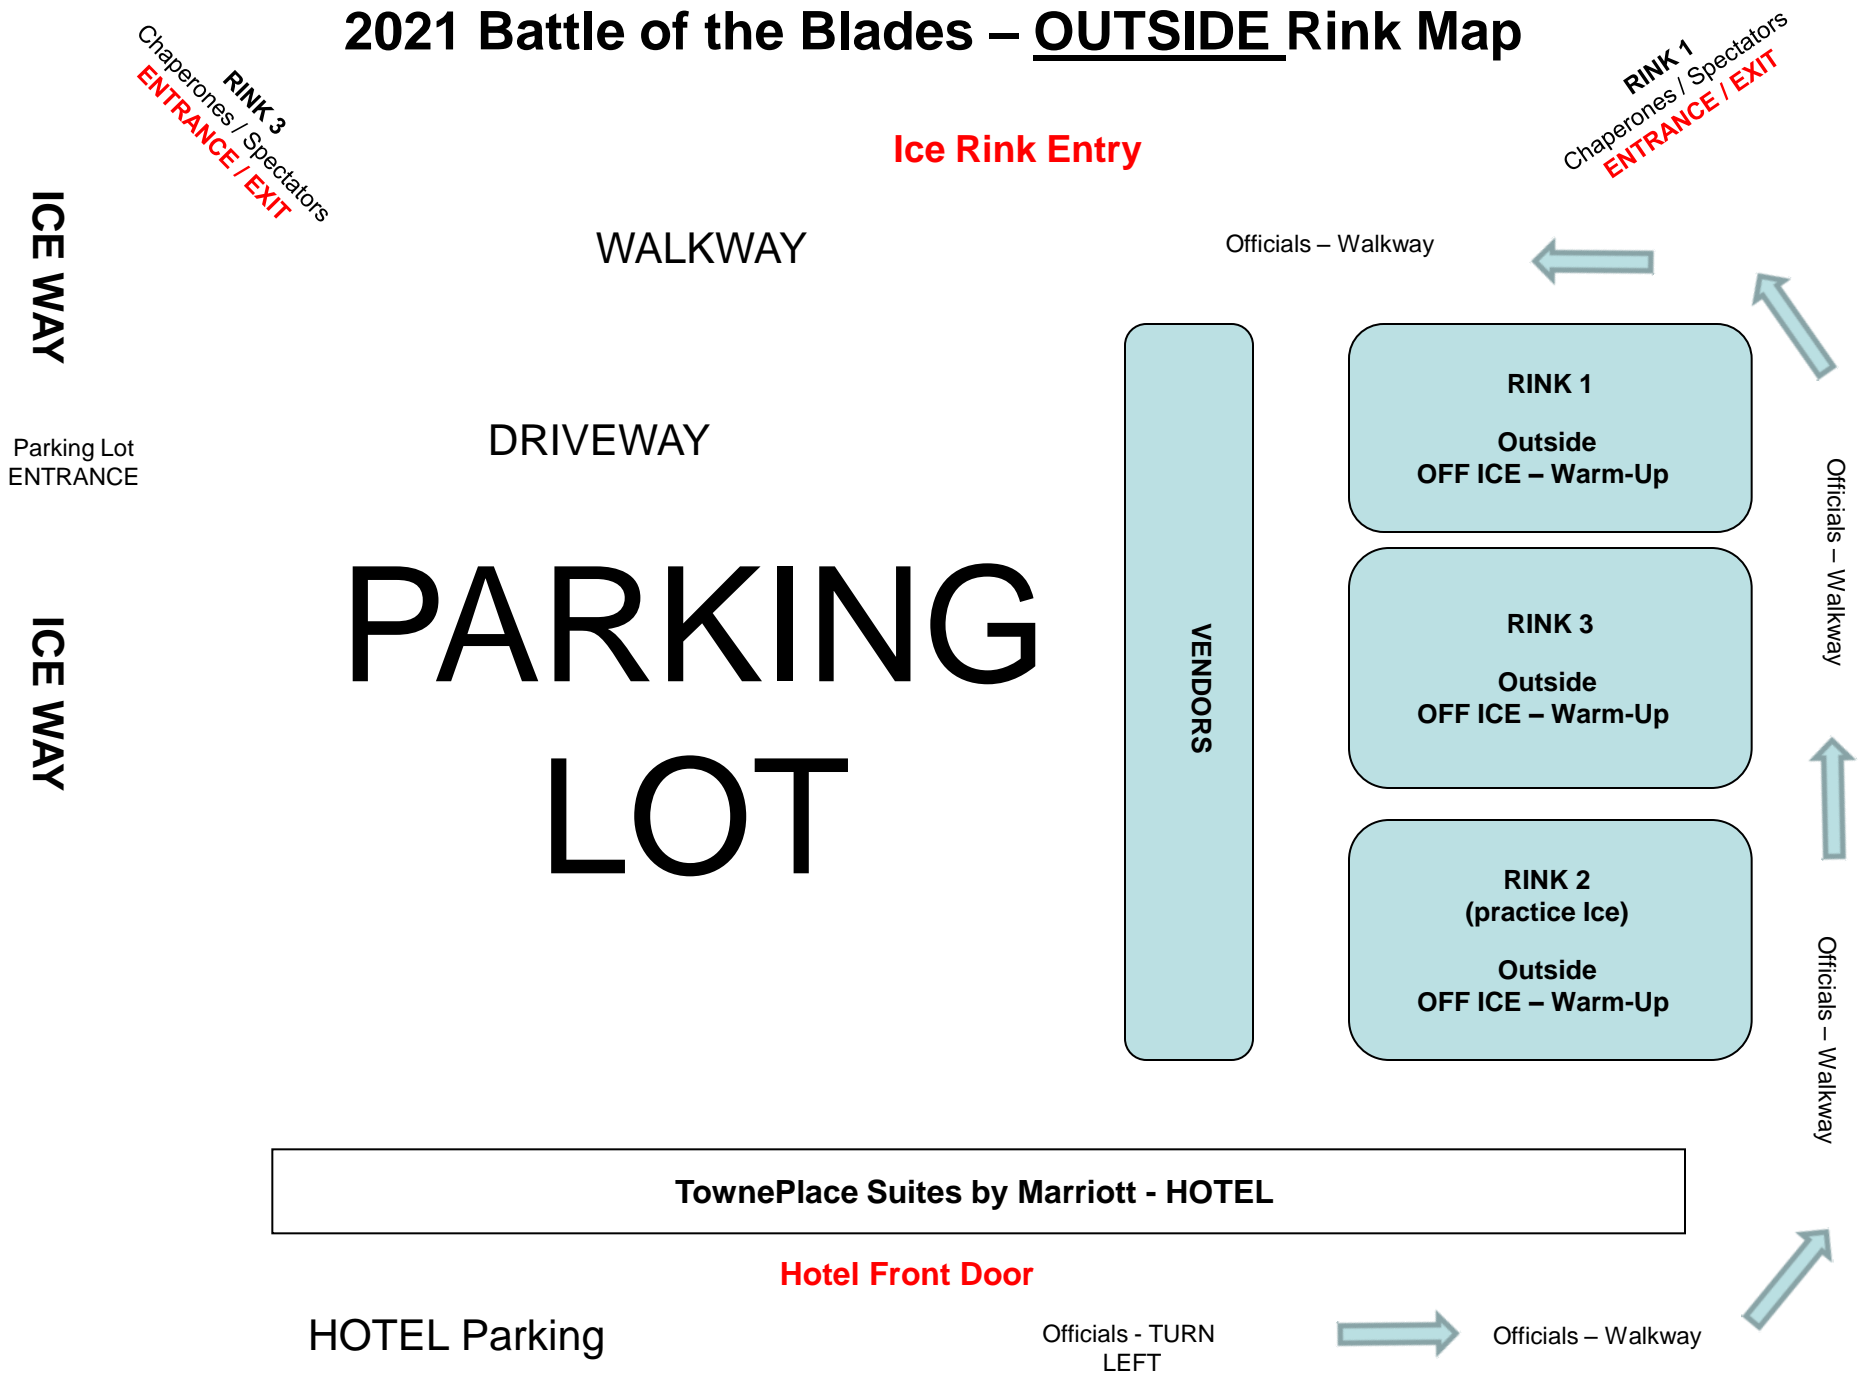 2021 Battle of the Blades – OUTSIDE Rink Map
RINK 3
Chaperones / Spectators
ENTRANCE / EXIT
RINK 1
Chaperones / Spectators
ENTRANCE / EXIT
Ice Rink Entry
ICE WAY
WALKWAY
Officials – Walkway
Parking Lot
ENTRANCE
DRIVEWAY
RINK 1
Outside
OFF ICE – Warm-Up
Officials – Walkway
ICE WAY
PARKING
LOT
VENDORS
RINK 3
Outside
OFF ICE – Warm-Up
RINK 2
(practice Ice)
Outside
OFF ICE – Warm-Up
Officials – Walkway
TownePlace Suites by Marriott - HOTEL
Hotel Front Door
HOTEL Parking
Officials - TURN
LEFT
Officials – Walkway